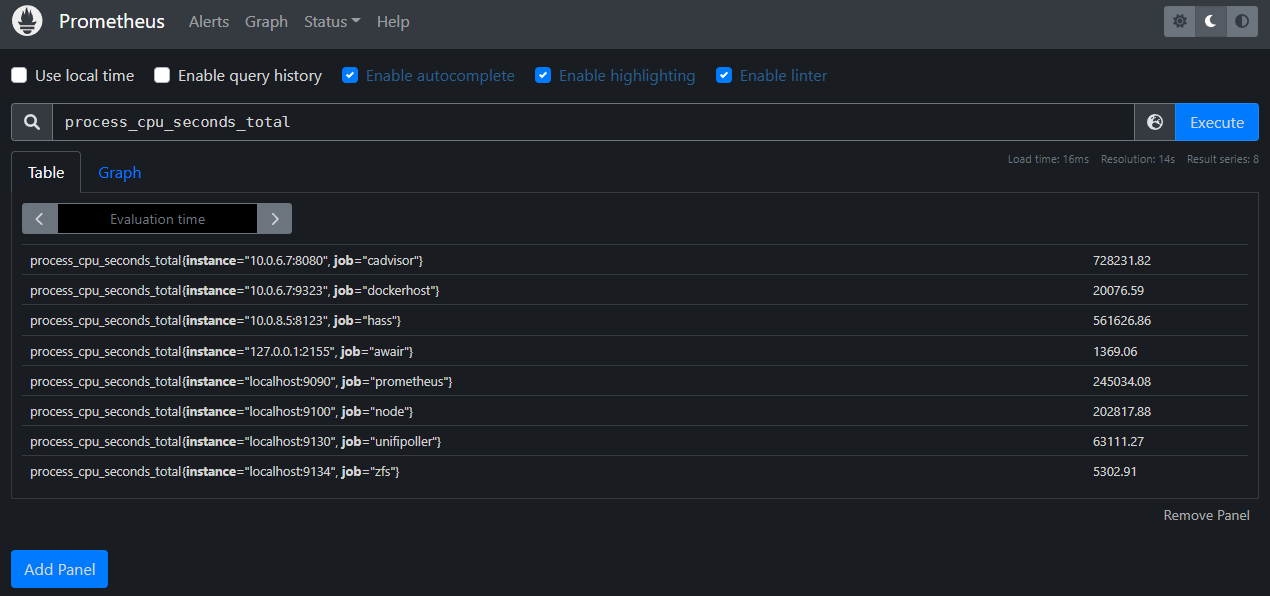 Prometheus Alerts Graph Status Help
Use local time Enable query history Enable autocomplete Enable highlighting Enable linter
process_cpu_seconds_total Execute
Load time: 16ms Resolution: 14s Result series: 8
Table Graph
Evaluation time
process_cpu_seconds_total{instance="10.0.6.7:8080", job="cadvisor"} 728231.82
process_cpu_seconds_total{instance="10.0.6.7:9323", job="dockerhost"} 20076.59
process_cpu_seconds_total{instance="10.0.8.5:8123", job="hass"} 561626.86
process_cpu_seconds_total{instance="127.0.0.1:2155", job="awair"} 1369.06
process_cpu_seconds_total{instance="localhost:9090", job="prometheus"} 245034.08
process_cpu_seconds_total{instance="localhost:9100", job="node"} 202817.88
process_cpu_seconds_total{instance="localhost:9130", job="unifipoller"} 63111.27
process_cpu_seconds_total{instance="localhost:9134", job="zfs"} 5302.91
Remove Panel
Add Panel